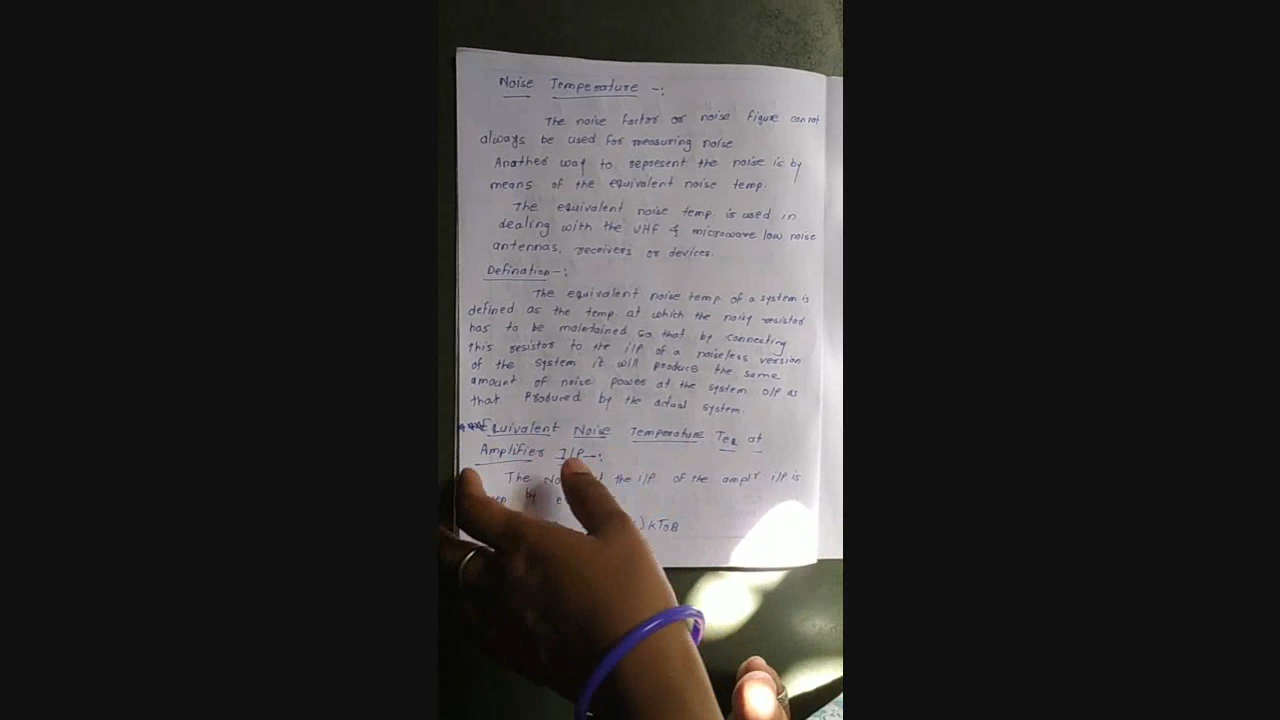 Noise Temperature -:
The noise factor or noise figure cannot
always be used for measuring noise
Another way to represent the noise is by
means of the equivalent noise temp.
The equivalent noise temp. is used in
dealing with the UHF & microwave low noise
antennas, receivers or devices.
Defination -:
The equivalent noise temp. of a system is
defined as the temp. at which the noisy resistor
has to be maintained so that by connecting
this resistor to the i/p of a noiseless version
of the system it will produce the same
amount of noise power at the system o/p as
that produced by the actual system.
*** Equivalent Noise Temperature Teq at
Amplifier I/P -:
The the i/p of the amplr i/p is
by
) KToB